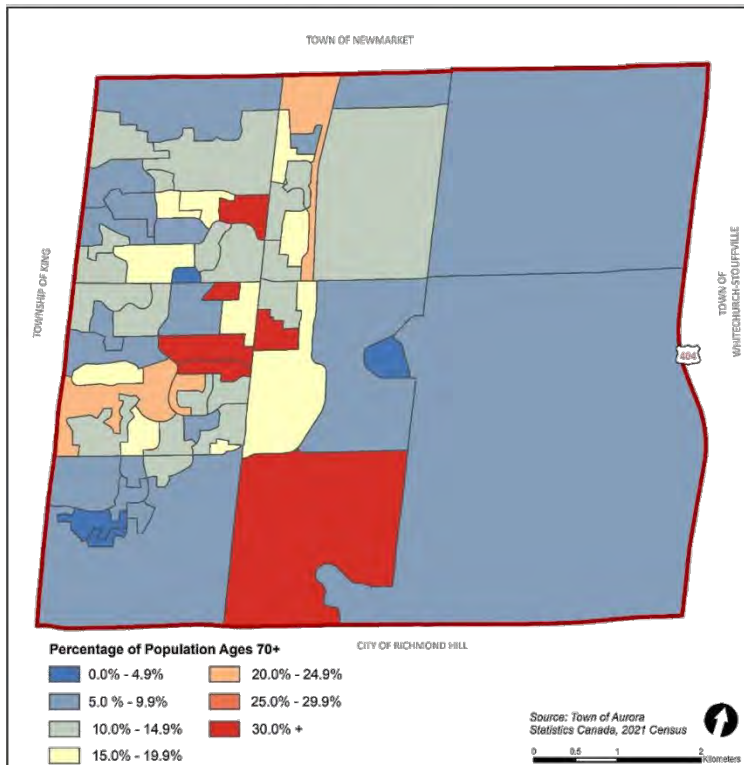 TOWN OF NEWMARKET
TOWNSHIP OF KING
TOWN OF
WHITECHURCH-STOUFFVILLE
404
CITY OF RICHMOND HILL
Percentage of Population Ages 70+
0.0% - 4.9%
5.0 % - 9.9%
10.0% - 14.9%
15.0% - 19.9%
20.0% - 24.9%
25.0% - 29.9%
30.0% +
Source: Town of Aurora
Statistics Canada, 2021 Census
0 0.5 1 2
Kilometers